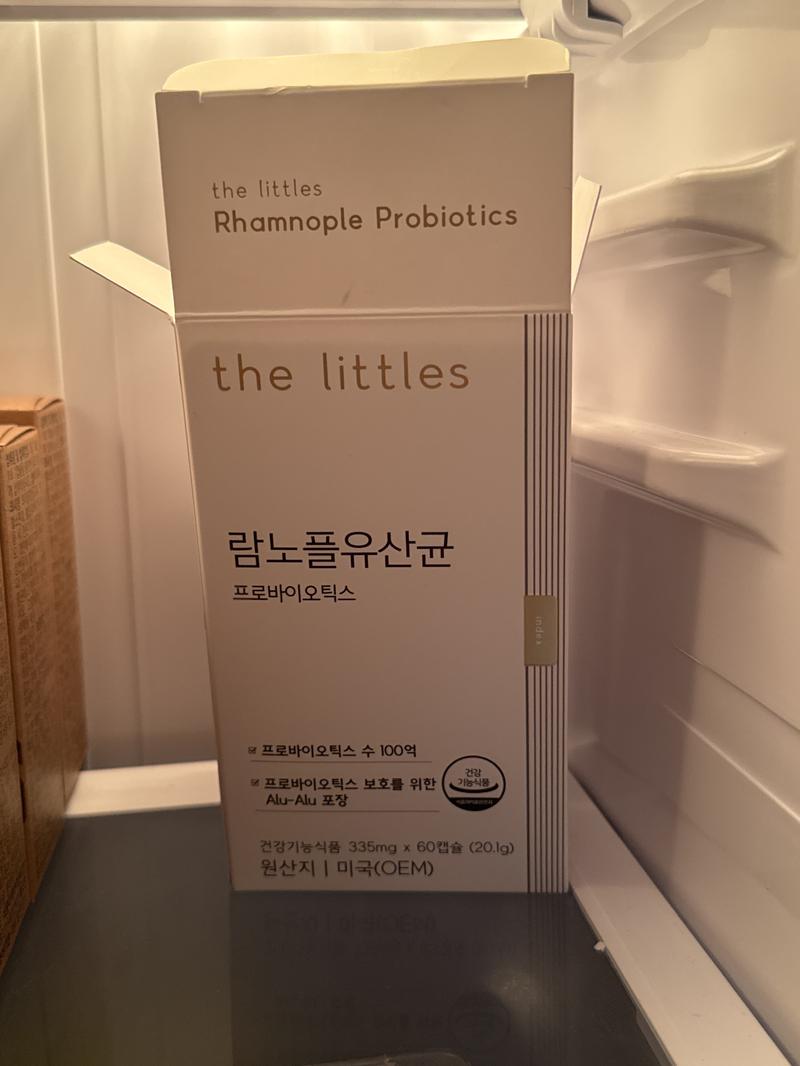 the littles
Rhamnople Probiotics
the littles
람노플유산균
프로바이오틱스
index
프로바이오틱스 수 100억
프로바이오틱스 보호를 위한
Alu-Alu 포장
건강
기능식품
건강기능식품 335mg x 60캡슐 (20.1g)
원산지 | 미국(OEM)